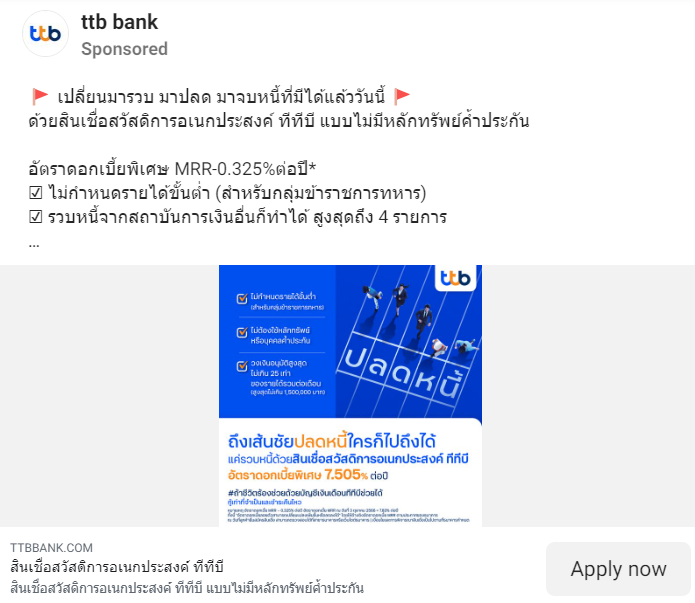 ttb bank
Sponsored
🚩 เปลี่ยนมารวบ มาปลด มาจบหนี้ที่มีได้แล้ววันนี้ 🚩
ด้วยสินเชื่อสวัสดิการอเนกประสงค์ ทีทีบี แบบไม่มีหลักทรัพย์ค้ำประกัน
อัตราดอกเบี้ยพิเศษ MRR-0.325%ต่อปี*
☑ ไม่กำหนดรายได้ขั้นต่ำ (สำหรับกลุ่มข้าราชการทหาร)
☑ รวบหนี้จากสถาบันการเงินอื่นก็ทำได้ สูงสุดถึง 4 รายการ
...
ttb
ไม่กำหนดรายได้ขั้นต่ำ
(สำหรับกลุ่มข้าราชการทหาร)
ไม่ต้องใช้หลักทรัพย์
หรือบุคคลค้ำประกัน
วงเงินอนุมัติสูงสุด
ไม่เกิน 25 เท่า
ของรายได้รวมต่อเดือน
(สูงสุดไม่เกิน 1,500,000 บาท)
ปลดหนี้
ถึงเส้นชัยปลดหนี้ใครก็ไปถึงได้
แค่รวบหนี้ด้วยสินเชื่อสวัสดิการอเนกประสงค์ ทีทีบี
อัตราดอกเบี้ยพิเศษ 7.505% ต่อปี
#ถ้าชีวิตต้องช่วยด้วยบัญชีเงินเดือนทีทีบีช่วยได้
กู้เท่าที่จำเป็นและชำระคืนไหว
TTBBANK.COM
สินเชื่อสวัสดิการอเนกประสงค์ ทีทีบี
สินเชื่อสวัสดิการอเนกประสงค์ ทีทีบี แบบไม่มีหลักทรัพย์ค้ำประกัน
Apply now